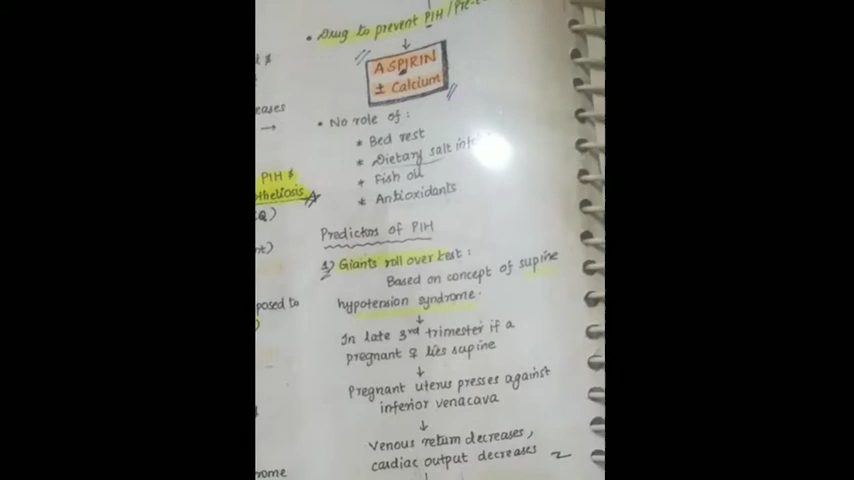 • Drug to prevent PIH / Pre-
ASPIRIN
± Calcium
• No role of :
* Bed rest
* Dietary salt
* Fish oil
* Antioxidants
Predictors of PIH
1) Giants roll over test :
Based on concept of supine
hypotension syndrome.
↓
In late 3rd trimester if a
pregnant ♀ lies supine
↓
Pregnant uterus presses against
inferior venacava
↓
Venous return decreases,
cardiac output decreases
eases
→
PIH &
theliosis
posed to
rome